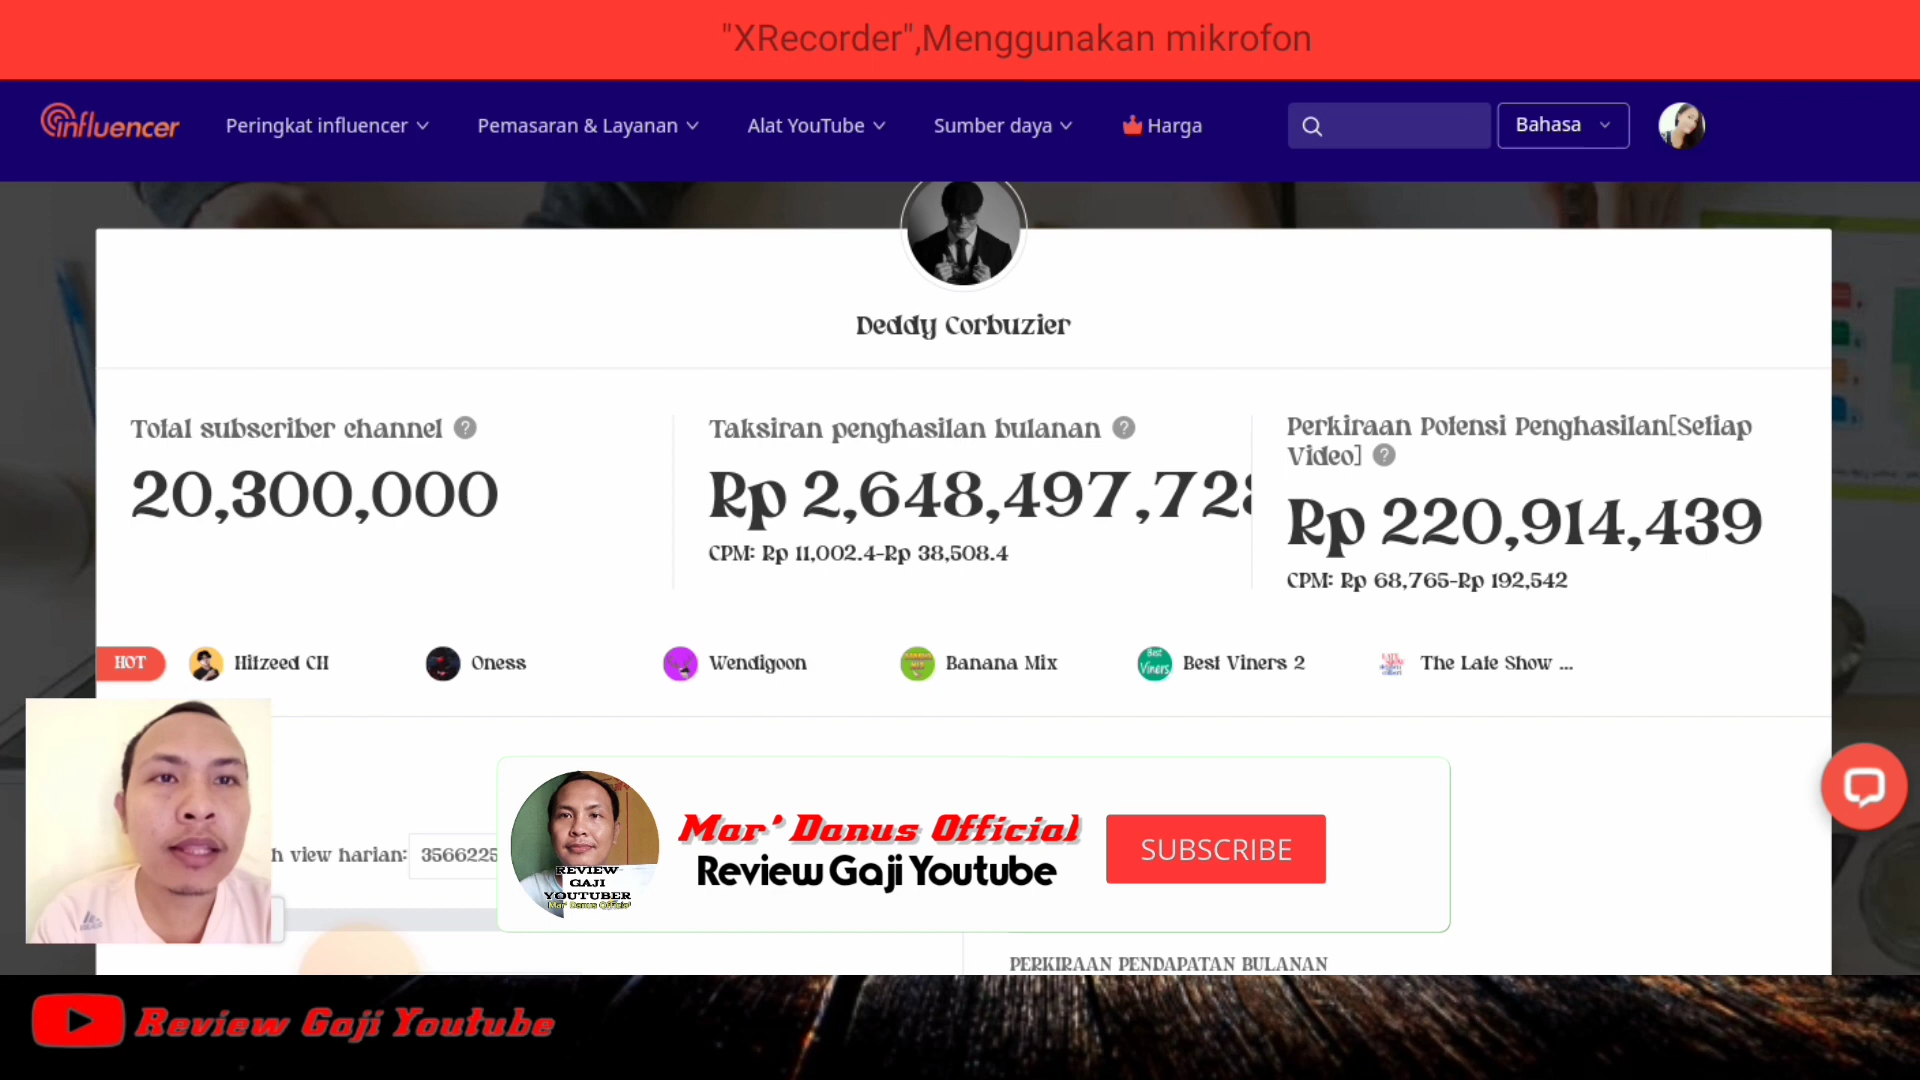 "XRecorder",Menggunakan mikrofon
influencer
Peringkat influencer
Pemasaran & Layanan
Alat YouTube
Sumber daya
Harga
Bahasa
Deddy Corbuzier
Total subscriber channel
20,300,000
Taksiran penghasilan bulanan
Rp 2,648,497,728
CPM: Rp 11,002.4-Rp 38,508.4
Perkiraan Potensi Penghasilan[Setiap
Video]
Rp 220,914,439
CPM: Rp 68,765-Rp 192,542
HOT
Hitzeed CH
Oness
Wendigoon
Banana Mix
Best Viners 2
The Late Show ...
h view harian:
3566225
REVIEW
GAJI
YOUTUBER
Mar' Danus Official
Mar' Danus Official
Review Gaji Youtube
SUBSCRIBE
PERKIRAAN PENDAPATAN BULANAN
Review Gaji Youtube